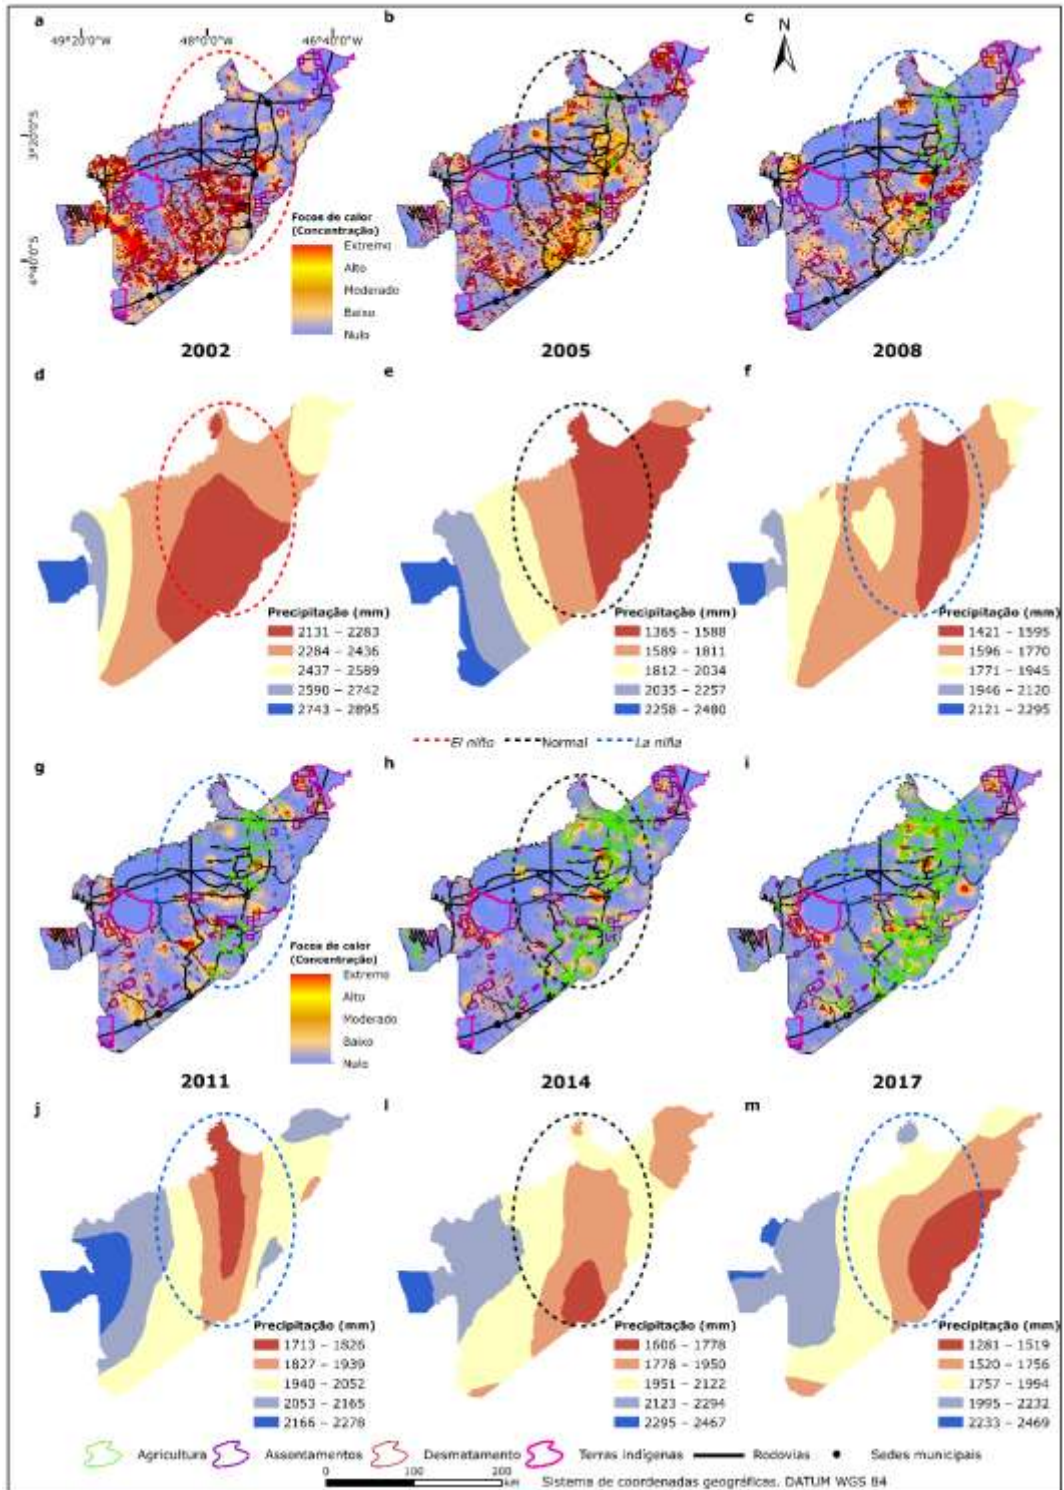 a
b
c
N
49°20'0"W 48°0'0"W 46°40'0"W
3°20'0"S
4°40'0"S
Focos de calor
(Concentração)
Extremo
Alto
Moderado
Baixo
Nulo
2002
2005
2008
d
e
f
Precipitação (mm)
2131 – 2283
2284 – 2436
2437 – 2589
2590 – 2742
2743 – 2895
Precipitação (mm)
1365 – 1588
1589 – 1811
1812 – 2034
2035 – 2257
2258 – 2480
Precipitação (mm)
1421 – 1595
1596 – 1770
1771 – 1945
1946 – 2120
2121 – 2295
El niño Normal La niña
g
h
i
Focos de calor
(Concentração)
Extremo
Alto
Moderado
Baixo
Nulo
2011
2014
2017
j
l
m
Precipitação (mm)
1713 – 1826
1827 – 1939
1940 – 2052
2053 – 2165
2166 – 2278
Precipitação (mm)
1606 – 1778
1778 – 1950
1951 – 2122
2123 – 2294
2295 – 2467
Precipitação (mm)
1281 – 1519
1520 – 1756
1757 – 1994
1995 – 2232
2233 – 2469
Agricultura Assentamentos Desmatamento Terras indígenas Rodovias Sedes municipais
0 100 200
km
Sistema de coordenadas geográficas. DATUM WGS 84